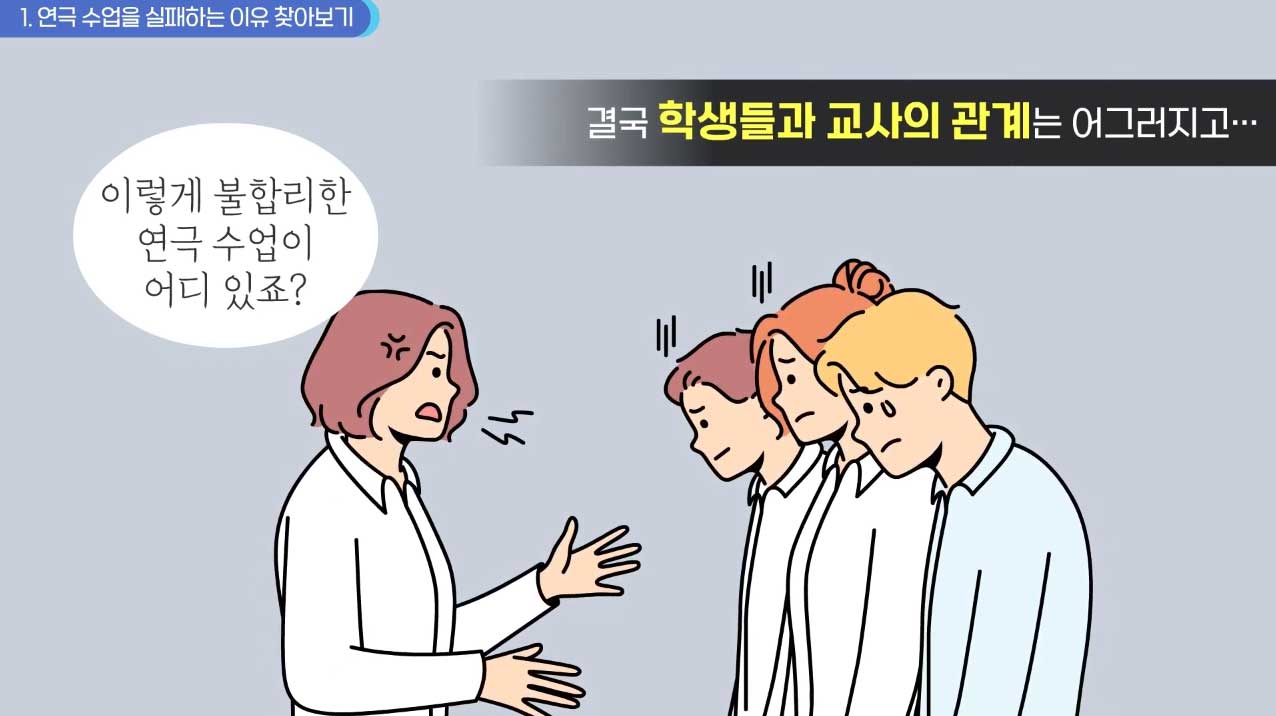 1. 연극 수업을 실패하는 이유 찾아보기
결국 학생들과 교사의 관계는 어그러지고…
이렇게 불합리한
연극 수업이
어디 있죠?